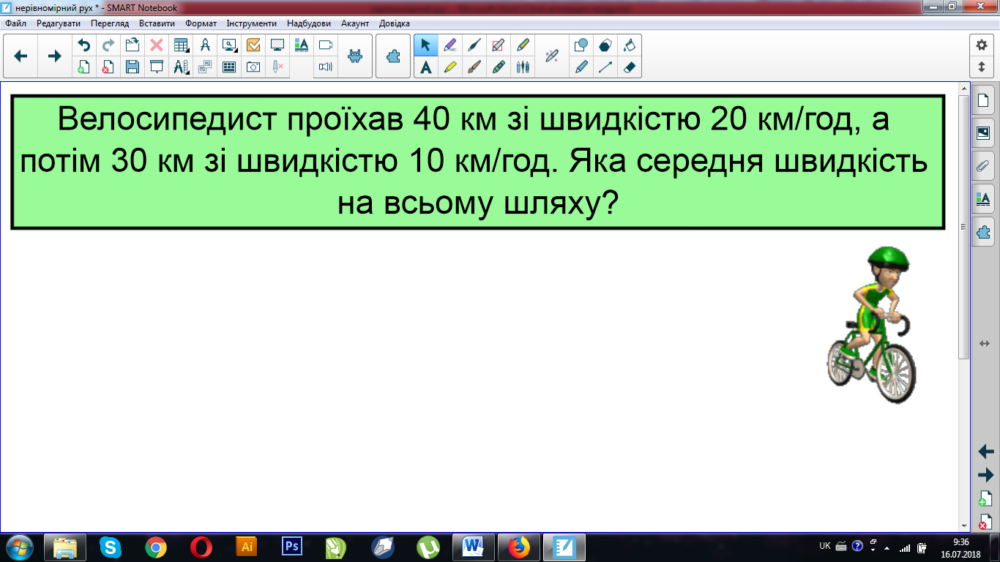 нерівномірний рух * - SMART Notebook
Файл Редагувати Перегляд Вставити Формат Інструменти Надбудови Акаунт Довідка
Велосипедист проїхав 40 км зі швидкістю 20 км/год, а
потім 30 км зі швидкістю 10 км/год. Яка середня швидкість
на всьому шляху?
UK
9:36
16.07.2018